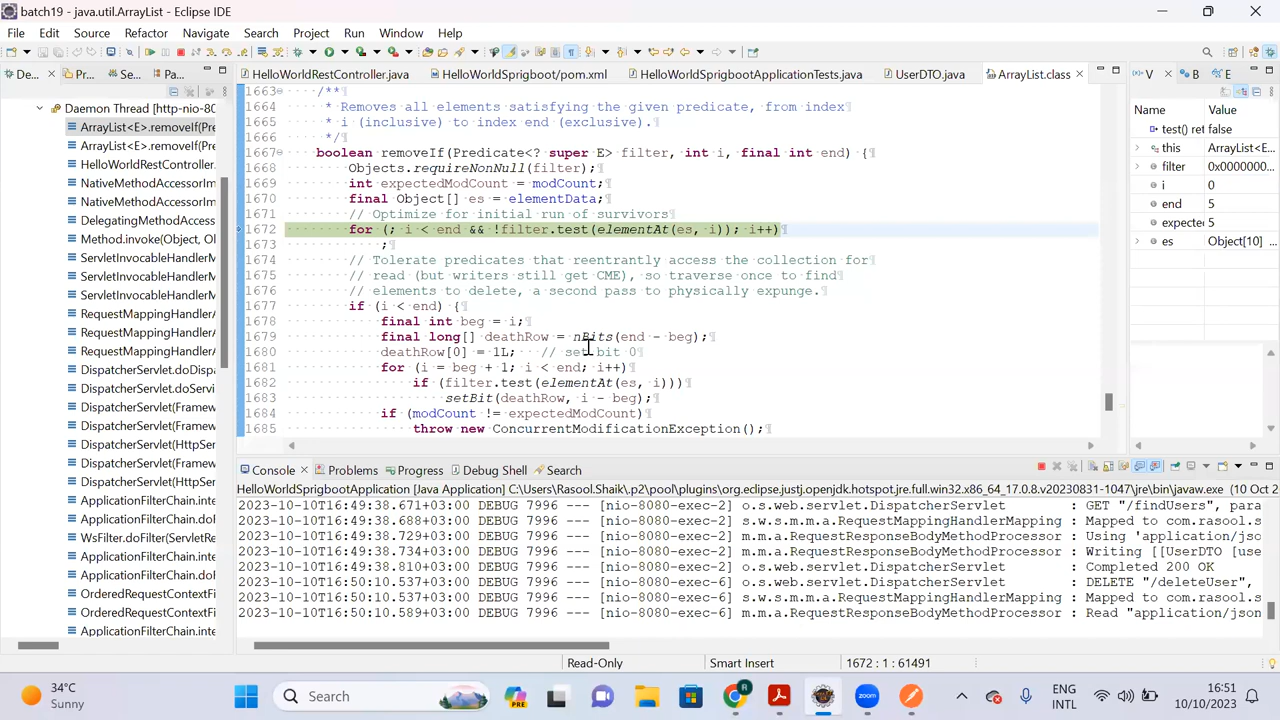 batch19 - java.util.ArrayList - Eclipse IDE
File Edit Source Refactor Navigate Search Project Run Window Help
De... Pr... Se... Pa...
HelloWorldRestController.java HelloWorldSprigboot/pom.xml HelloWorldSprigbootApplicationTests.java UserDTO.java ArrayList.class
V B E
Daemon Thread [http-nio-80
ArrayList<E>.removeIf(Pre
ArrayList<E>.removeIf(Pre
HelloWorldRestController.
NativeMethodAccessorIm
NativeMethodAccessorIm
DelegatingMethodAccess
Method.invoke(Object, O
ServletInvocableHandlerM
ServletInvocableHandlerM
RequestMappingHandlerA
RequestMappingHandlerA
DispatcherServlet.doDispa
DispatcherServlet.doServic
DispatcherServlet(Framew
DispatcherServlet(Framew
DispatcherServlet(HttpSer
DispatcherServlet(Framew
DispatcherServlet(HttpSer
ApplicationFilterChain.inte
ApplicationFilterChain.doF
WsFilter.doFilter(ServletRe
ApplicationFilterChain.inte
ApplicationFilterChain.doF
OrderedRequestContextFi
OrderedRequestContextFi
ApplicationFilterChain.inte
1663 /**
1664 * Removes all elements satisfying the given predicate, from index
1665 * i (inclusive) to index end (exclusive).
1666 */
1667 boolean removeIf(Predicate<? super E> filter, int i, final int end) {
1668 Objects.requireNonNull(filter);
1669 int expectedModCount = modCount;
1670 final Object[] es = elementData;
1671 // Optimize for initial run of survivors
1672 for (; i < end && !filter.test(elementAt(es, i)); i++)
1673 ;
1674 // Tolerate predicates that reentrantly access the collection for
1675 // read (but writers still get CME), so traverse once to find
1676 // elements to delete, a second pass to physically expunge.
1677 if (i < end) {
1678 final int beg = i;
1679 final long[] deathRow = nBits(end - beg);
1680 deathRow[0] = 1L; // set bit 0
1681 for (i = beg + 1; i < end; i++)
1682 if (filter.test(elementAt(es, i)))
1683 setBit(deathRow, i - beg);
1684 if (modCount != expectedModCount)
1685 throw new ConcurrentModificationException();
Name Value
test() ret false
this ArrayList<E...
filter 0x0000000...
i 0
end 5
expected 5
es Object[10]
Console Problems Progress Debug Shell Search
HelloWorldSprigbootApplication [Java Application] C:\Users\Rasool.Shaik\.p2\pool\plugins\org.eclipse.justj.openjdk.hotspot.jre.full.win32.x86_64_17.0.8.v20230831-1047\jre\bin\javaw.exe (10 Oct 2
2023-10-10T16:49:38.671+03:00 DEBUG 7996 --- [nio-8080-exec-2] o.s.web.servlet.DispatcherServlet : GET "/findUsers", para
2023-10-10T16:49:38.688+03:00 DEBUG 7996 --- [nio-8080-exec-2] s.w.s.m.m.a.RequestMappingHandlerMapping : Mapped to com.rasool.
2023-10-10T16:49:38.729+03:00 DEBUG 7996 --- [nio-8080-exec-2] m.m.a.RequestResponseBodyMethodProcessor : Using 'application/jso
2023-10-10T16:49:38.734+03:00 DEBUG 7996 --- [nio-8080-exec-2] m.m.a.RequestResponseBodyMethodProcessor : Writing [[UserDTO [use
2023-10-10T16:49:38.810+03:00 DEBUG 7996 --- [nio-8080-exec-2] o.s.web.servlet.DispatcherServlet : Completed 200 OK
2023-10-10T16:50:10.537+03:00 DEBUG 7996 --- [nio-8080-exec-6] o.s.web.servlet.DispatcherServlet : DELETE "/deleteUser",
2023-10-10T16:50:10.537+03:00 DEBUG 7996 --- [nio-8080-exec-6] s.w.s.m.m.a.RequestMappingHandlerMapping : Mapped to com.rasool.
2023-10-10T16:50:10.589+03:00 DEBUG 7996 --- [nio-8080-exec-6] m.m.a.RequestResponseBodyMethodProcessor : Read "application/json
Read-Only Smart Insert 1672 : 1 : 61491
34°C
Sunny
Search
PRE
R
zoom
ENG
INTL
16:51
10/10/2023